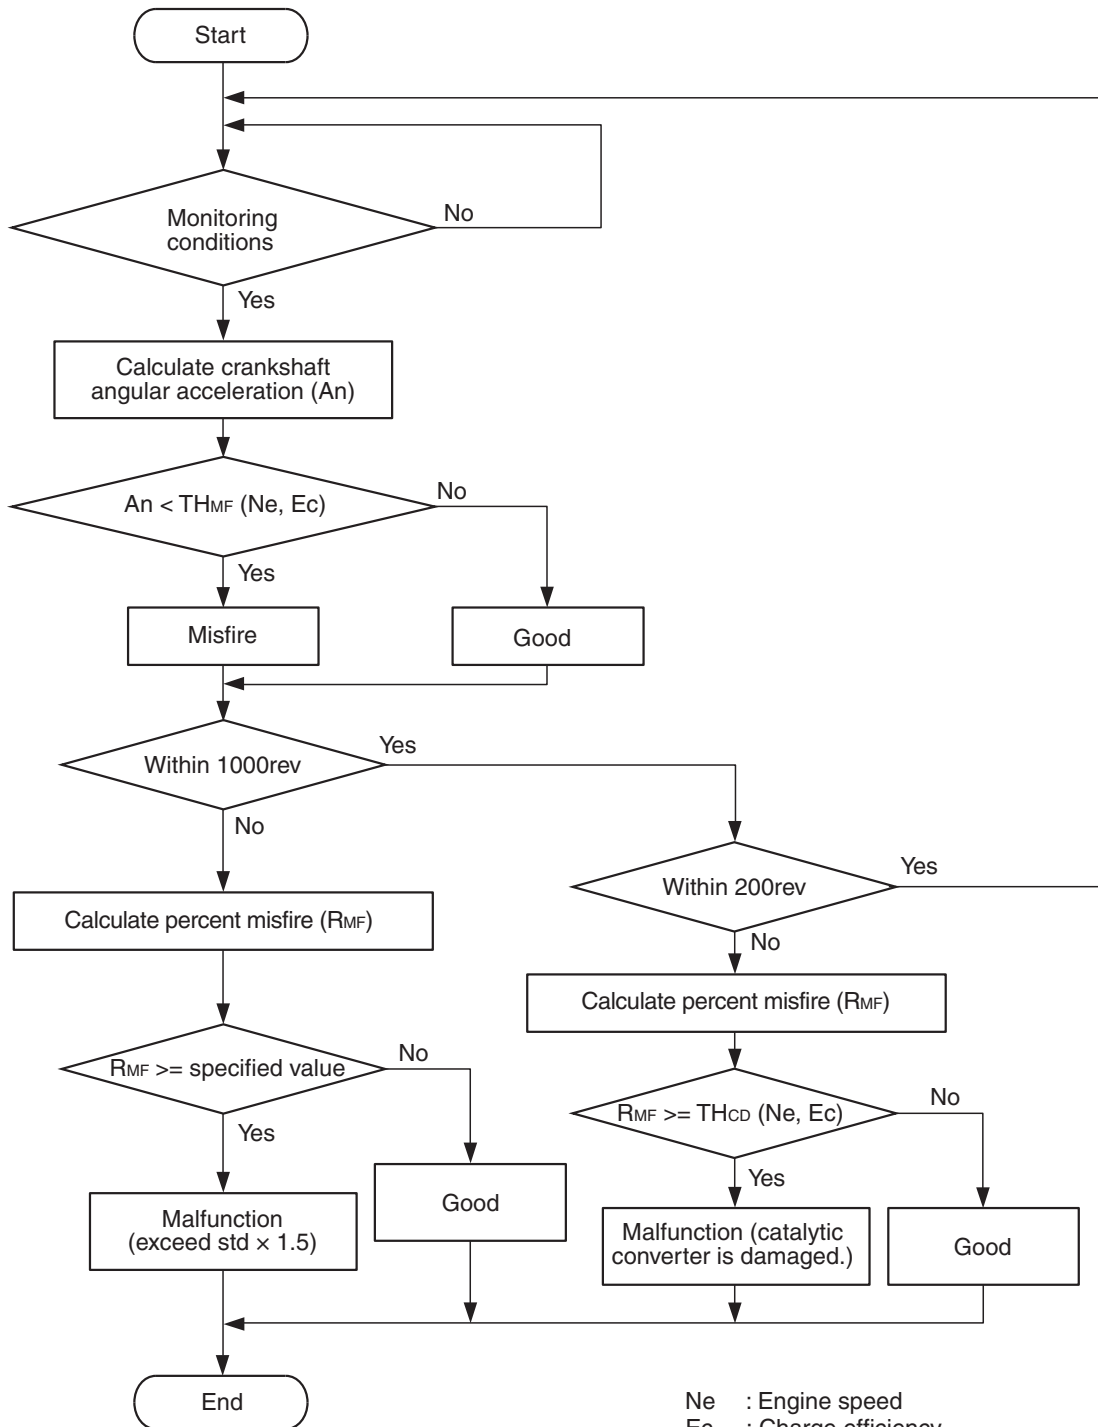 Start
Monitoring
conditions
No
Yes
Calculate crankshaft
angular acceleration (An)
An < THMF (Ne, Ec)
No
Yes
Misfire
Good
Within 1000rev
Yes
No
Within 200rev
Yes
No
Calculate percent misfire (RMF)
Calculate percent misfire (RMF)
RMF >= specified value
No
Yes
RMF >= THCD (Ne, Ec)
No
Yes
Malfunction
(exceed std × 1.5)
Good
Malfunction (catalytic
converter is damaged.)
Good
End
Ne : Engine speed
Ec : Charge efficiency